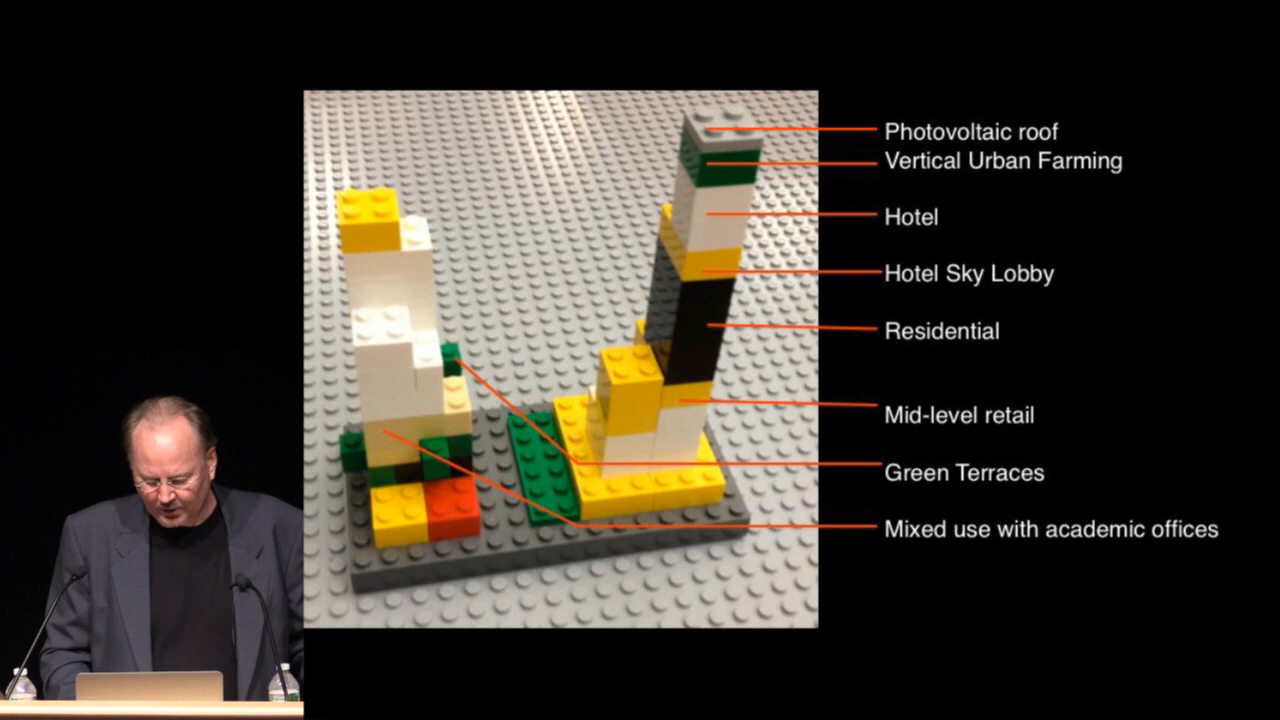 Photovoltaic roof
Vertical Urban Farming
Hotel
Hotel Sky Lobby
Residential
Mid-level retail
Green Terraces
Mixed use with academic offices